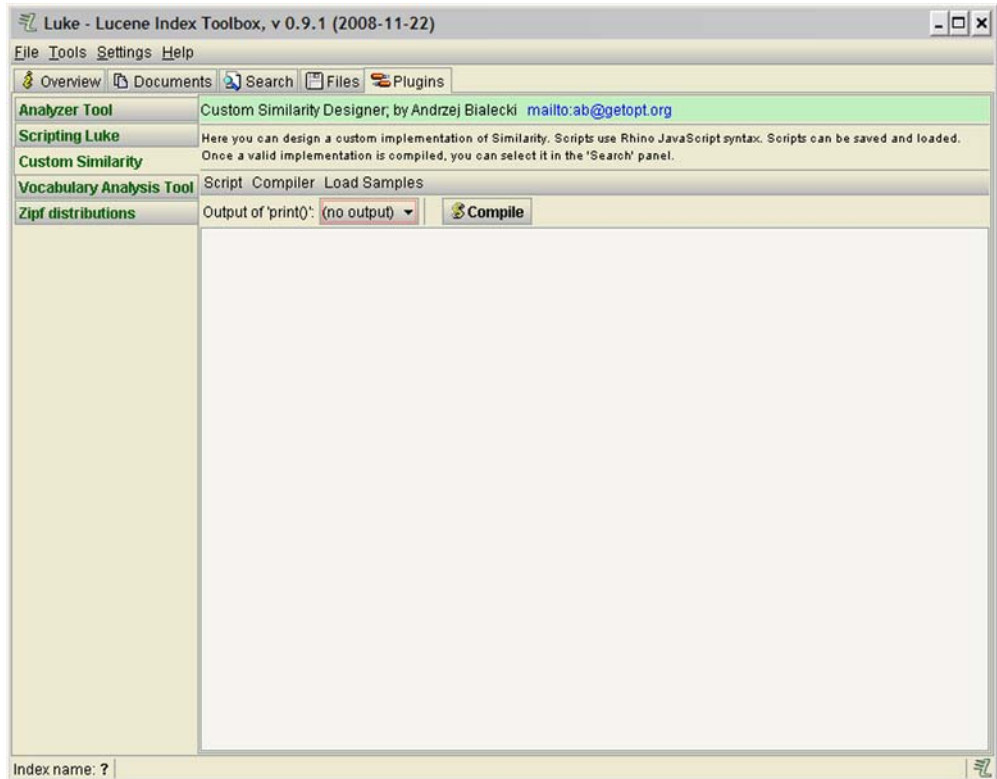 Luke - Lucene Index Toolbox, v 0.9.1 (2008-11-22)
File Tools Settings Help
Overview Documents Search Files Plugins
Analyzer Tool
Scripting Luke
Custom Similarity
Vocabulary Analysis Tool
Zipf distributions
Custom Similarity Designer; by Andrzej Bialecki mailto:ab@getopt.org
Here you can design a custom implementation of Similarity. Scripts use Rhino JavaScript syntax. Scripts can be saved and loaded.
Once a valid implementation is compiled, you can select it in the 'Search' panel.
Script Compiler Load Samples
Output of 'print()': (no output) Compile
Index name: ?